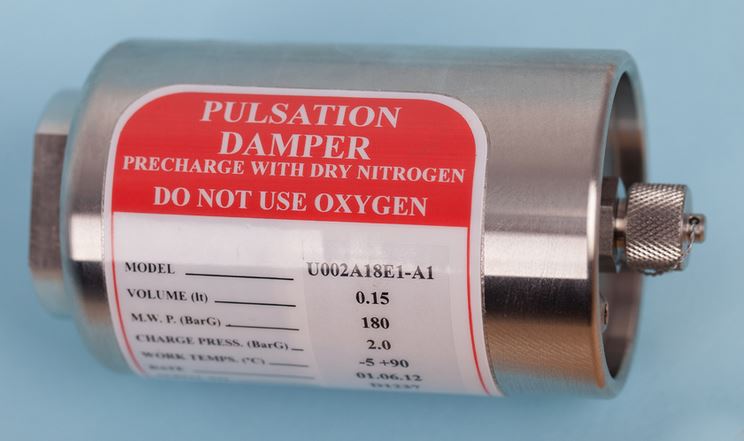 PULSATION
DAMPER
PRECHARGE WITH DRY NITROGEN
DO NOT USE OXYGEN
MODEL U002A18E1-A1
VOLUME (lt) 0.15
M.W. P. (BarG) 180
CHARGE PRESS. (BarG) 2.0
WORK TEMPS. (°C) -5 +90
DATE 01.06.12